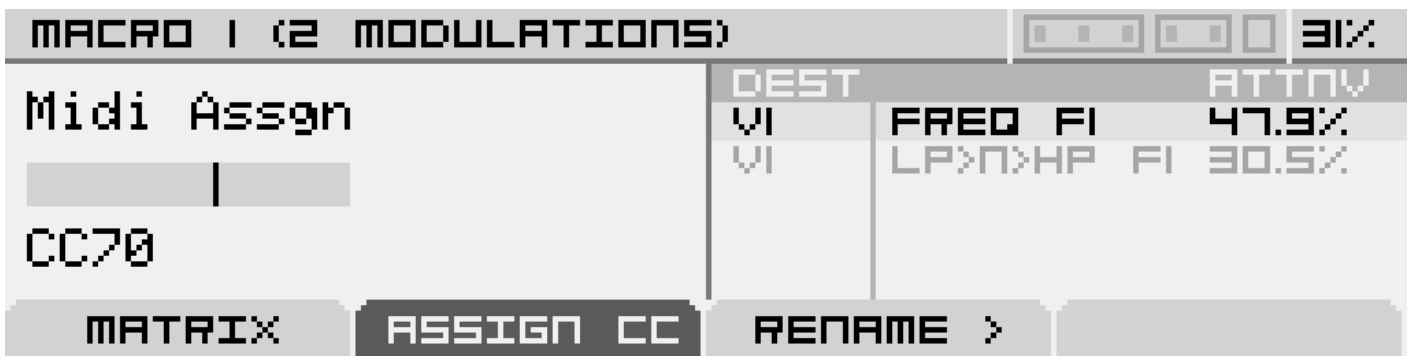 MACRO 1 (2 MODULATIONS) 31%
DEST ATTNV
Midi Assgn
V1 FREQ F1 47.9%
V1 LP>N>HP F1 30.5%
CC70
MATRIX ASSIGN CC RENAME >